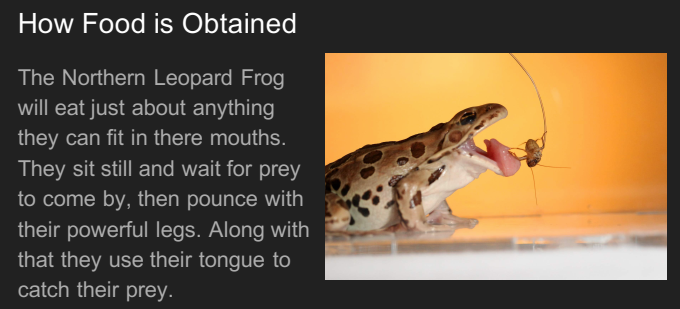 How Food is Obtained
The Northern Leopard Frog
will eat just about anything
they can fit in there mouths.
They sit still and wait for prey
to come by, then pounce with
their powerful legs. Along with
that they use their tongue to
catch their prey.